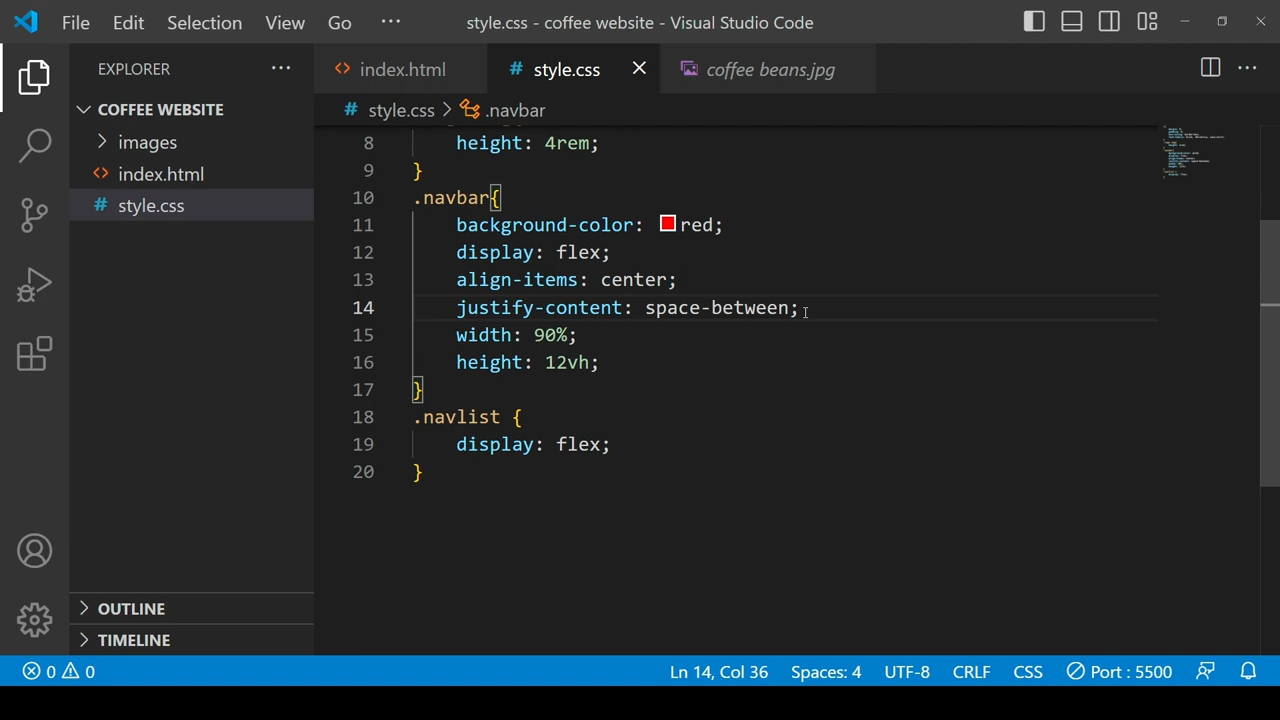 File Edit Selection View Go ··· style.css - coffee website - Visual Studio Code
EXPLORER ···
COFFEE WEBSITE
images
<> index.html
# style.css
OUTLINE
TIMELINE
<> index.html
# style.css
coffee beans.jpg
# style.css > .navbar
8 height: 4rem;
9 }
10 .navbar{
11 background-color: red;
12 display: flex;
13 align-items: center;
14 justify-content: space-between;
15 width: 90%;
16 height: 12vh;
17 }
18 .navlist {
19 display: flex;
20 }
0 0 Ln 14, Col 36 Spaces: 4 UTF-8 CRLF CSS Port : 5500